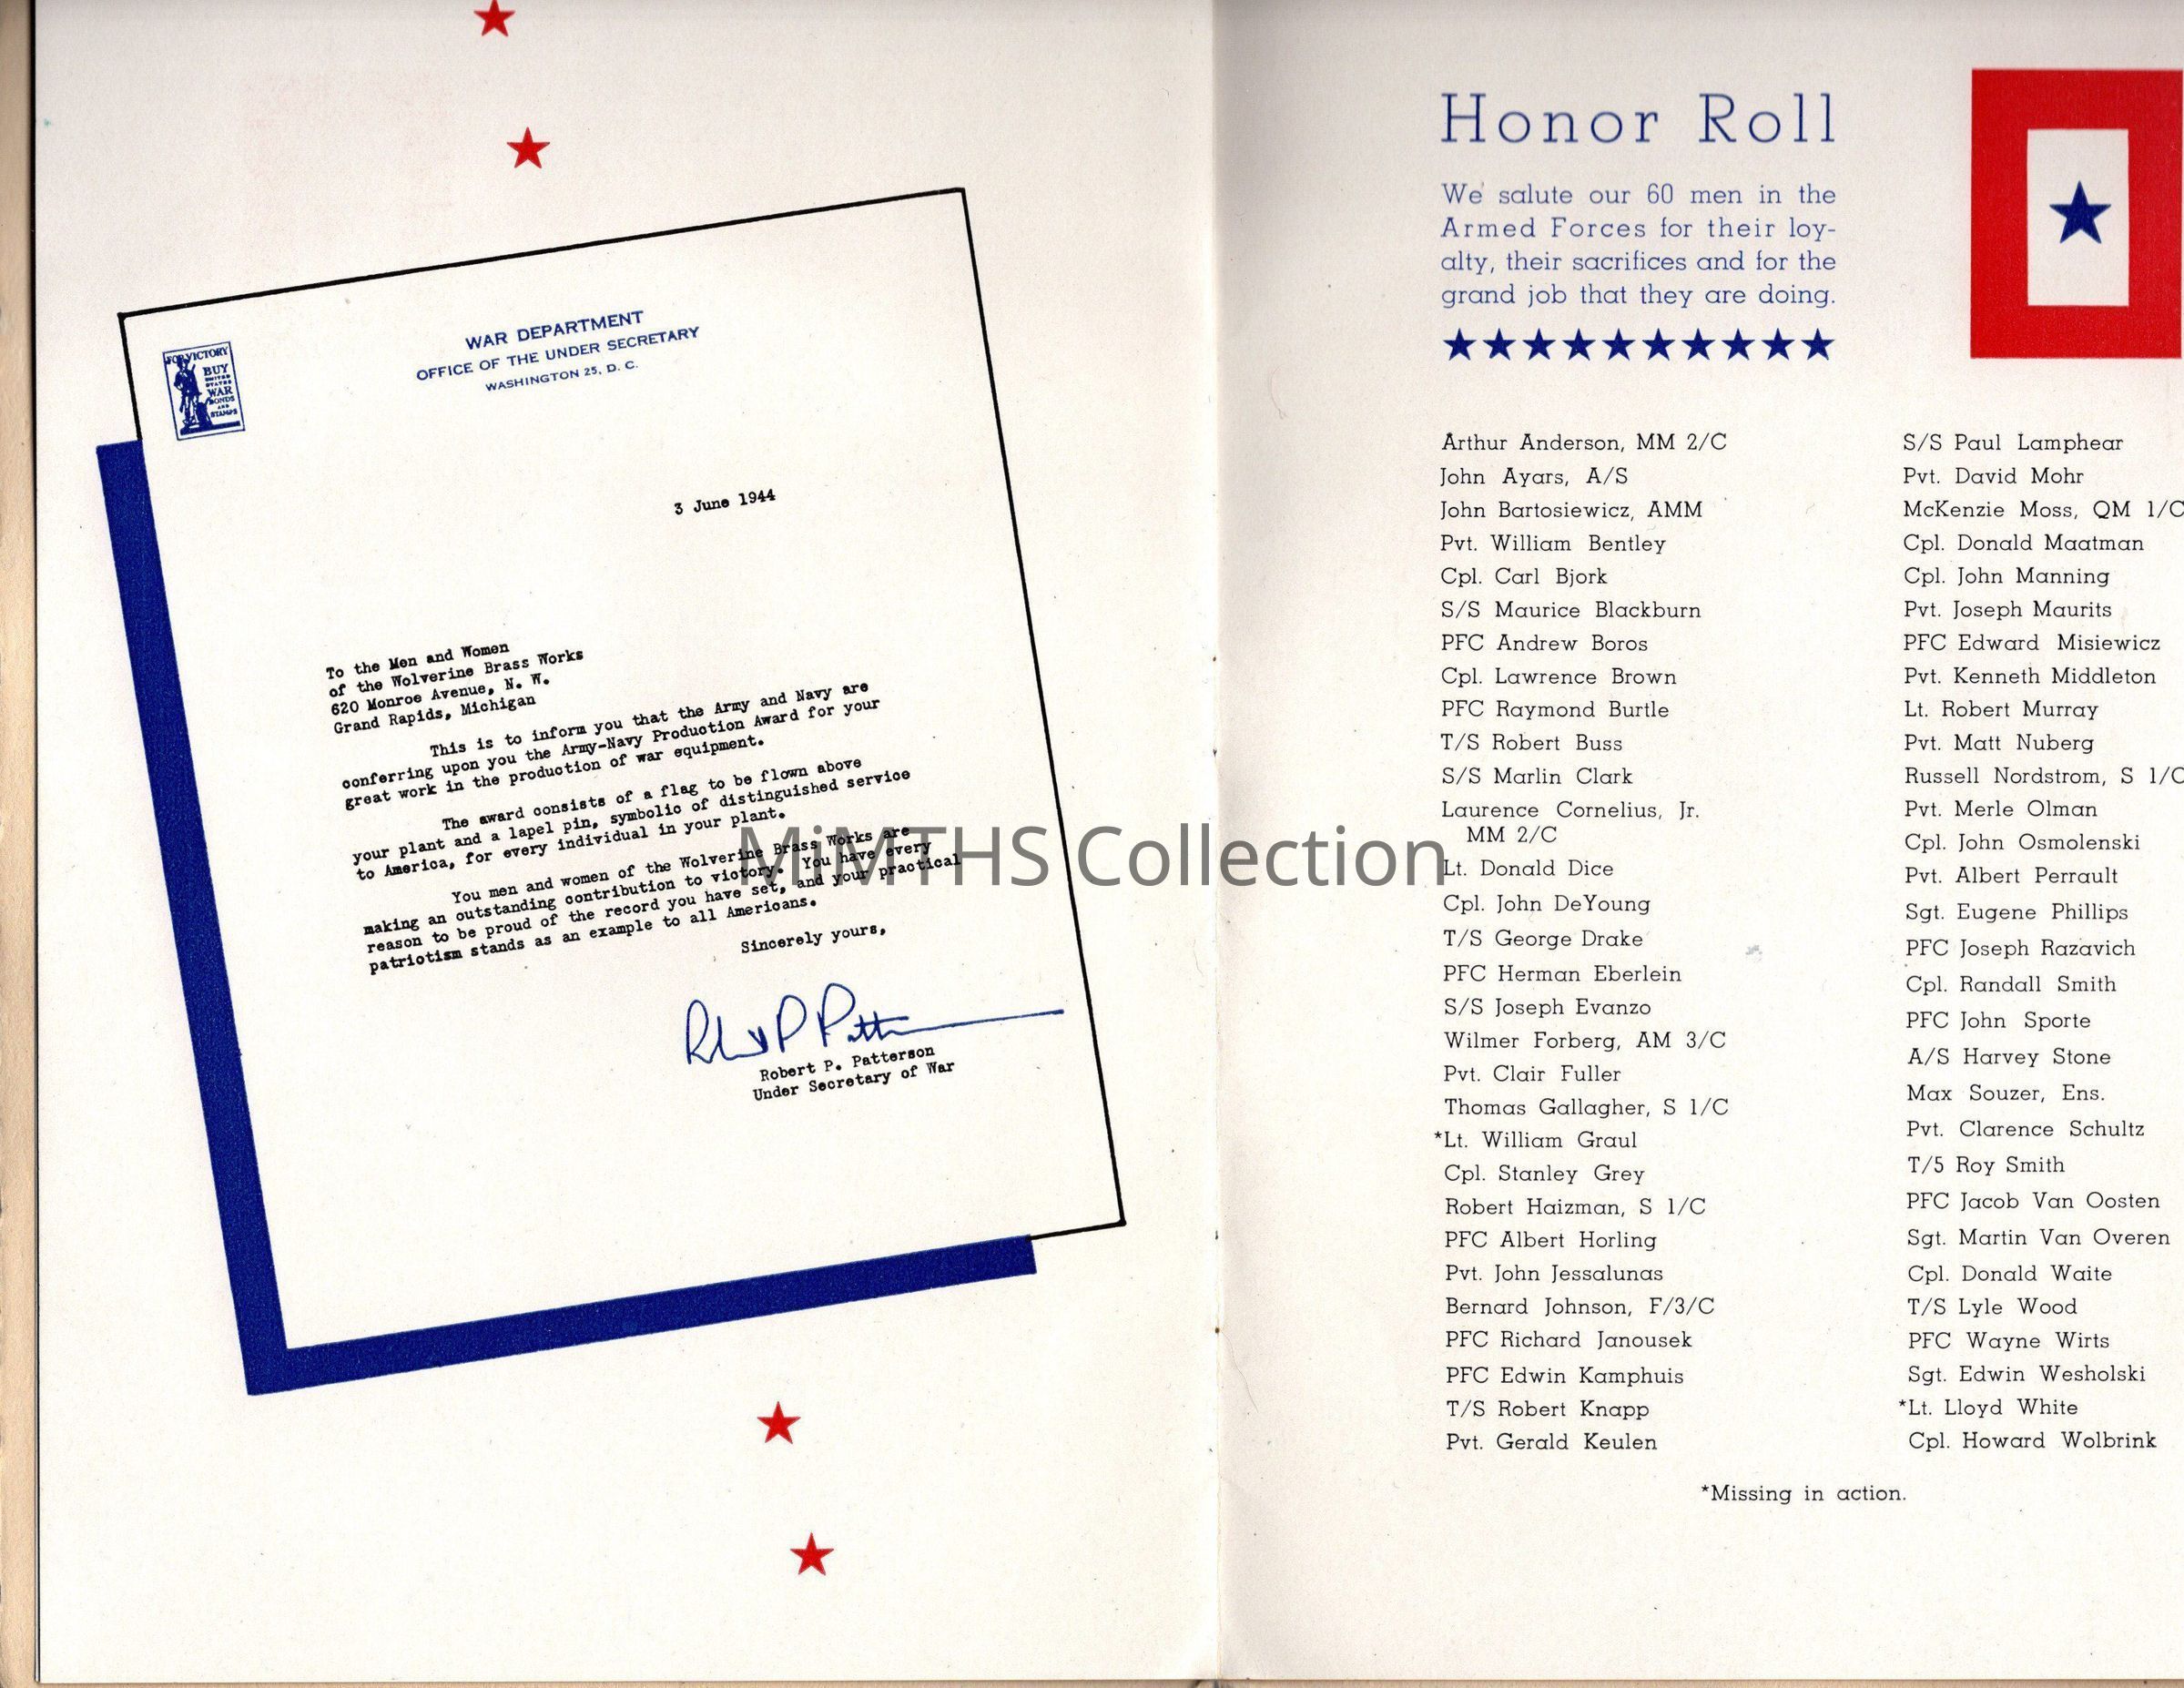 FOR VICTORY
BUY
UNITED
STATES
WAR
BONDS
AND
STAMPS
WAR DEPARTMENT
OFFICE OF THE UNDER SECRETARY
WASHINGTON 25, D. C.
3 June 1944
To the Men and Women
of the Wolverine Brass Works
620 Monroe Avenue, N. W.
Grand Rapids, Michigan
This is to inform you that the Army and Navy are
conferring upon you the Army-Navy Production Award for your
great work in the production of war equipment.
The award consists of a flag to be flown above
your plant and a lapel pin, symbolic of distinguished service
to America, for every individual in your plant.
You men and women of the Wolverine Brass Works are
making an outstanding contribution to victory. You have every
reason to be proud of the record you have set, and your practical
patriotism stands as an example to all Americans.
Sincerely yours,
Robert P. Patterson
Under Secretary of War
MiMTHS Collection
Honor Roll
We salute our 60 men in the
Armed Forces for their loy-
alty, their sacrifices and for the
grand job that they are doing.
Arthur Anderson, MM 2/C
John Ayars, A/S
John Bartosiewicz, AMM
Pvt. William Bentley
Cpl. Carl Bjork
S/S Maurice Blackburn
PFC Andrew Boros
Cpl. Lawrence Brown
PFC Raymond Burtle
T/S Robert Buss
S/S Marlin Clark
Laurence Cornelius, Jr.
MM 2/C
Lt. Donald Dice
Cpl. John DeYoung
T/S George Drake
PFC Herman Eberlein
S/S Joseph Evanzo
Wilmer Forberg, AM 3/C
Pvt. Clair Fuller
Thomas Gallagher, S 1/C
*Lt. William Graul
Cpl. Stanley Grey
Robert Haizman, S 1/C
PFC Albert Horling
Pvt. John Jessalunas
Bernard Johnson, F/3/C
PFC Richard Janousek
PFC Edwin Kamphuis
T/S Robert Knapp
Pvt. Gerald Keulen
S/S Paul Lamphear
Pvt. David Mohr
McKenzie Moss, QM 1/C
Cpl. Donald Maatman
Cpl. John Manning
Pvt. Joseph Maurits
PFC Edward Misiewicz
Pvt. Kenneth Middleton
Lt. Robert Murray
Pvt. Matt Nuberg
Russell Nordstrom, S 1/C
Pvt. Merle Olman
Cpl. John Osmolenski
Pvt. Albert Perrault
Sgt. Eugene Phillips
PFC Joseph Razavich
Cpl. Randall Smith
PFC John Sporte
A/S Harvey Stone
Max Souzer, Ens.
Pvt. Clarence Schultz
T/5 Roy Smith
PFC Jacob Van Oosten
Sgt. Martin Van Overen
Cpl. Donald Waite
T/S Lyle Wood
PFC Wayne Wirts
Sgt. Edwin Wesholski
*Lt. Lloyd White
Cpl. Howard Wolbrink
*Missing in action.